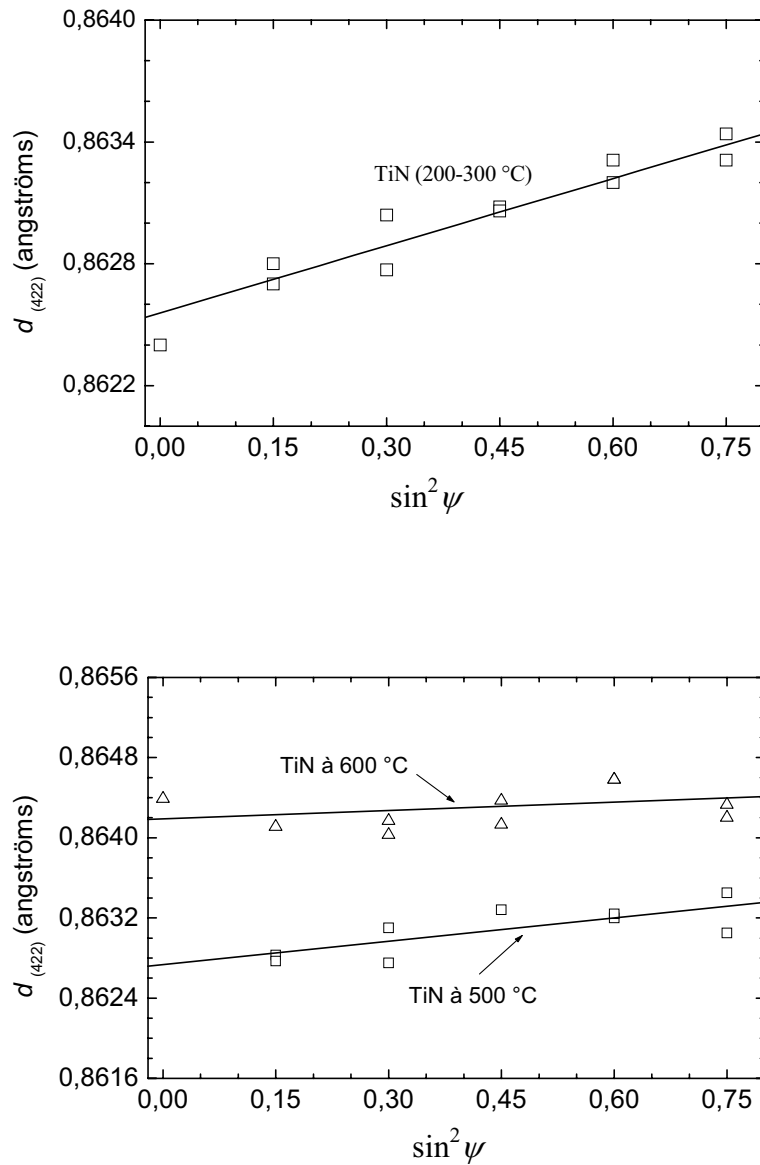 0,8640
0,8634
0,8628
0,8622
d (422) (angströms)
TiN (200-300 °C)
0,00 0,15 0,30 0,45 0,60 0,75
sin² ψ
0,8656
0,8648
0,8640
0,8632
0,8624
0,8616
d (422) (angströms)
TiN à 600 °C
TiN à 500 °C
0,00 0,15 0,30 0,45 0,60 0,75
sin² ψ